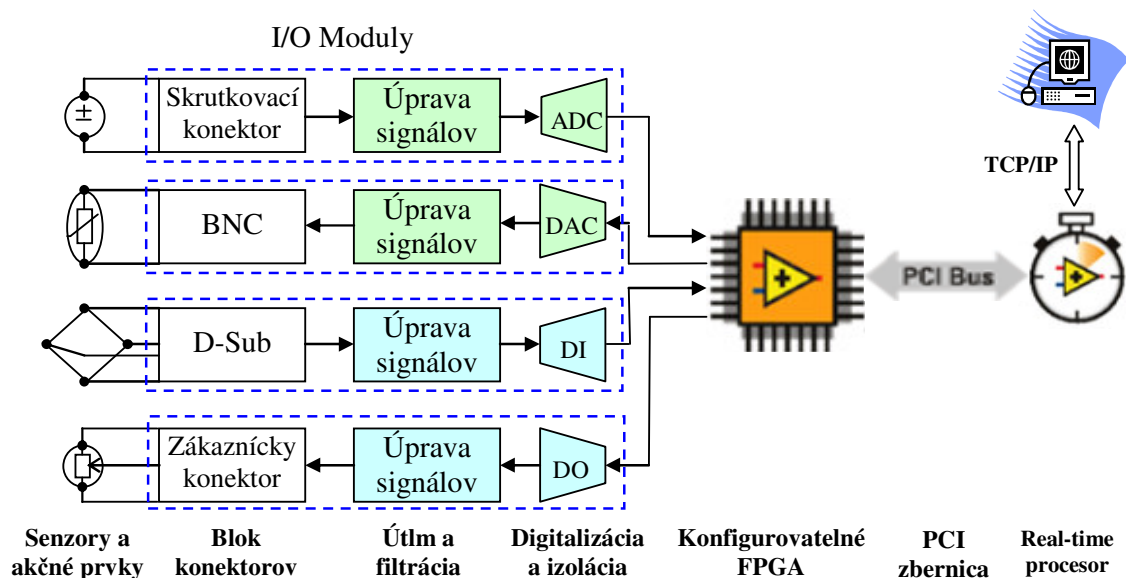 I/O Moduly
Skrutkovací
konektor
Úprava
signálov
ADC
TCP/IP
BNC
Úprava
signálov
DAC
PCI Bus
D-Sub
Úprava
signálov
DI
Zákaznícky
konektor
Úprava
signálov
DO
Senzory a
akčné prvky
Blok
konektorov
Útlm a
filtrácia
Digitalizácia
a izolácia
Konfigurovatelné
FPGA
PCI
zbernica
Real-time
procesor